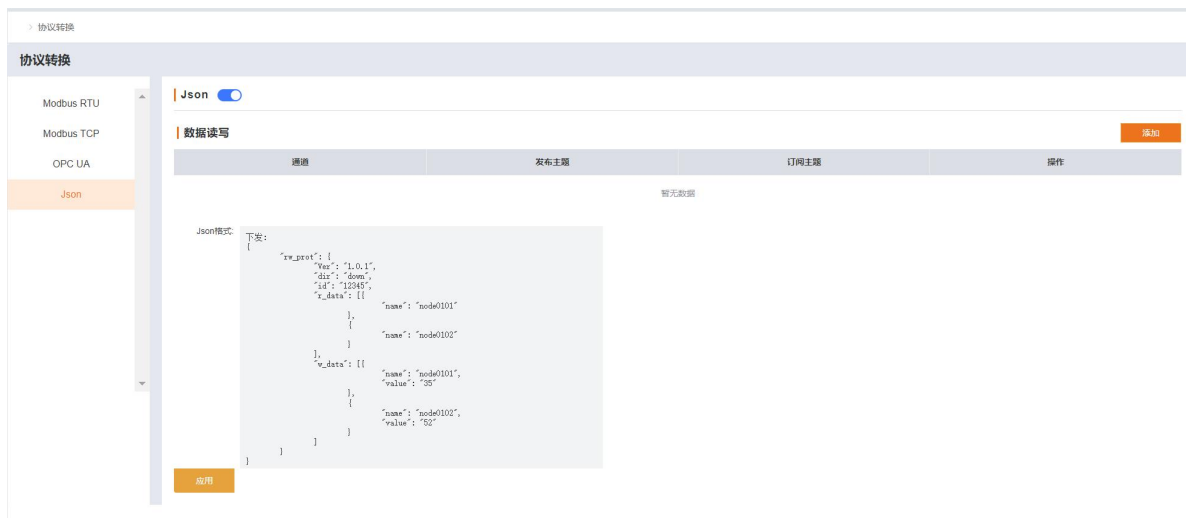 > 协议转换
协议转换
Modbus RTU
Modbus TCP
OPC UA
Json
Json
数据读写
添加
通道 发布主题 订阅主题 操作
暂无数据
Json格式:
下发:
{
"rw_prot": {
"Ver": "1.0.1",
"dir": "down",
"id": "12345",
"r_data": [{
"name": "node0101"
},
{
"name": "node0102"
}
],
"w_data": [{
"name": "node0101",
"value": "35"
},
{
"name": "node0102",
"value": "52"
}
]
}
}
应用